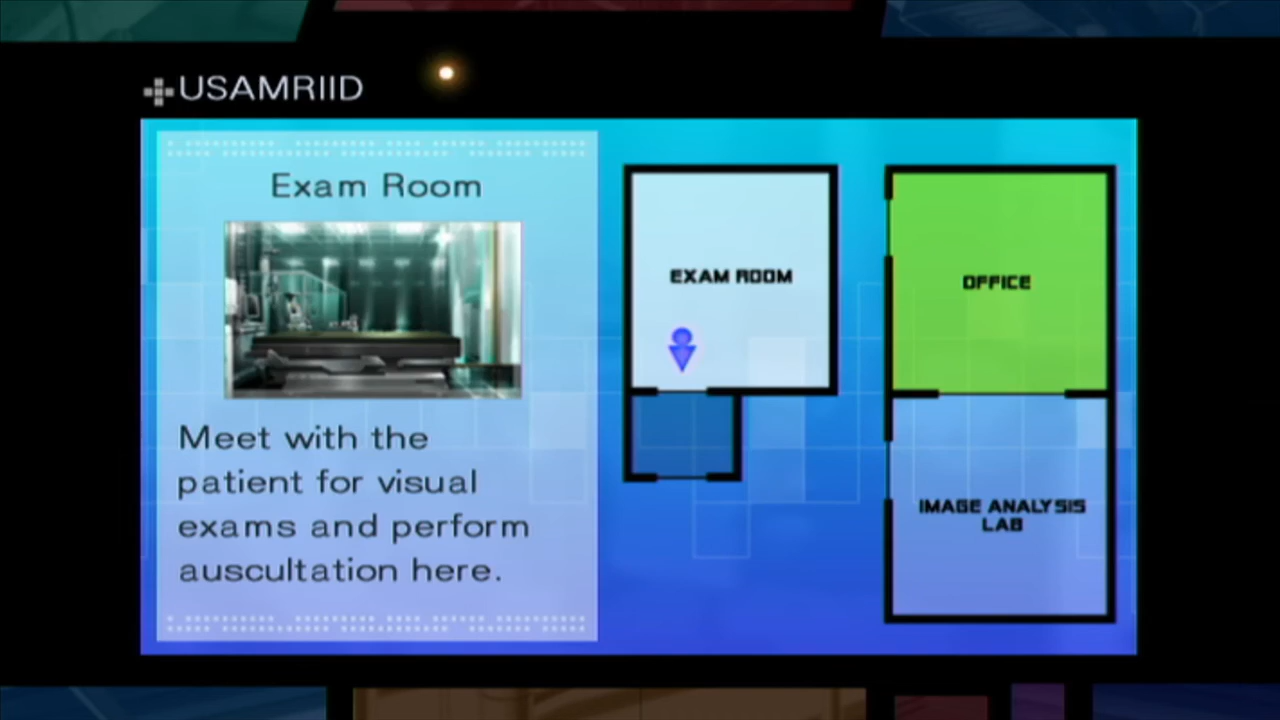 USAMRIID
Exam Room
Meet with the
patient for visual
exams and perform
auscultation here.
EXAM ROOM
OFFICE
IMAGE ANALYSIS
LAB